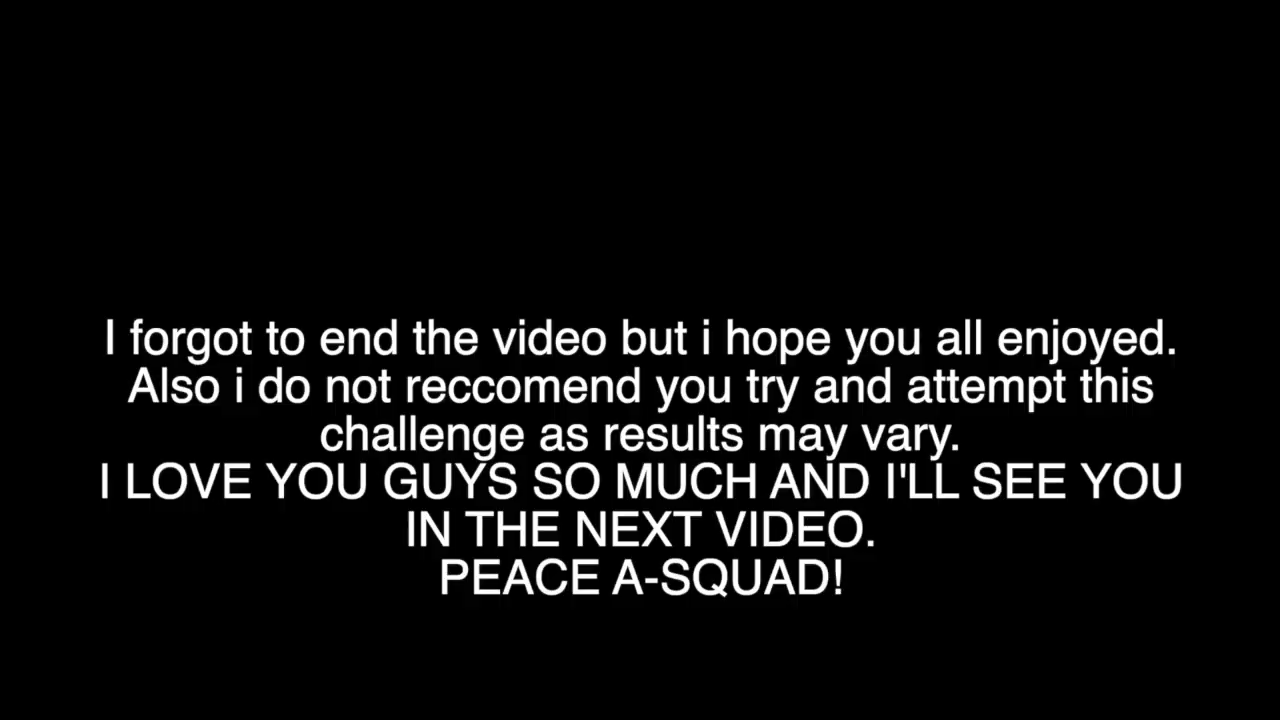 I forgot to end the video but i hope you all enjoyed.
Also i do not reccomend you try and attempt this
challenge as results may vary.
I LOVE YOU GUYS SO MUCH AND I'LL SEE YOU
IN THE NEXT VIDEO.
PEACE A-SQUAD!